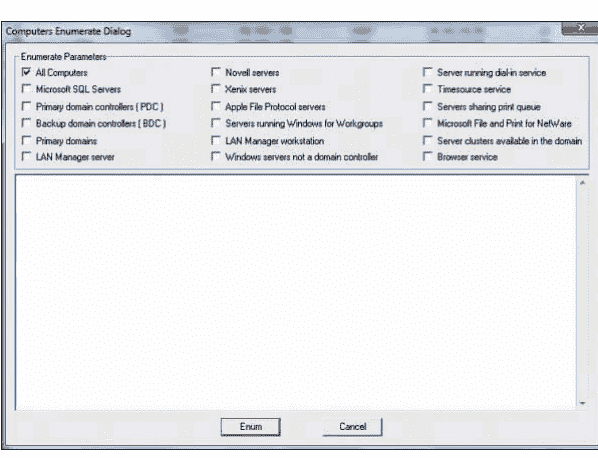 Computers Enumerate Dialog
Enumerate Parameters
All Computers
Microsoft SQL Servers
Primary domain controllers ( PDC )
Backup domain controllers ( BDC )
Primary domains
LAN Manager server
Novell servers
Xenix servers
Apple File Protocol servers
Servers running Windows for Workgroups
LAN Manager workstation
Windows servers not a domain controller
Server running dial-in service
Timesource service
Servers sharing print queue
Microsoft File and Print for NetWare
Server clusters available in the domain
Browser service
Enum
Cancel